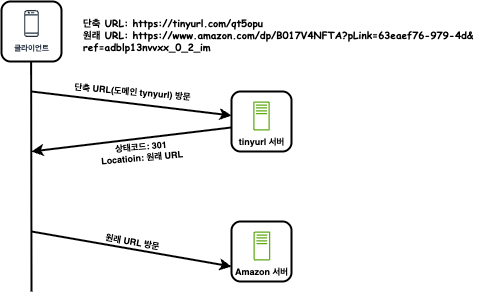 단축 URL: https://tinyurl.com/qt5opu
원래 URL: https://www.amazon.com/dp/B017V4NFTA?pLink=63eaef76-979-4d&
ref=adblp13nvvxx_0_2_im
클라이언트
단축 URL(도메인 tynyurl) 방문
tinyurl 서버
상태코드: 301
Locatioin: 원래 URL
원래 URL 방문
Amazon 서버